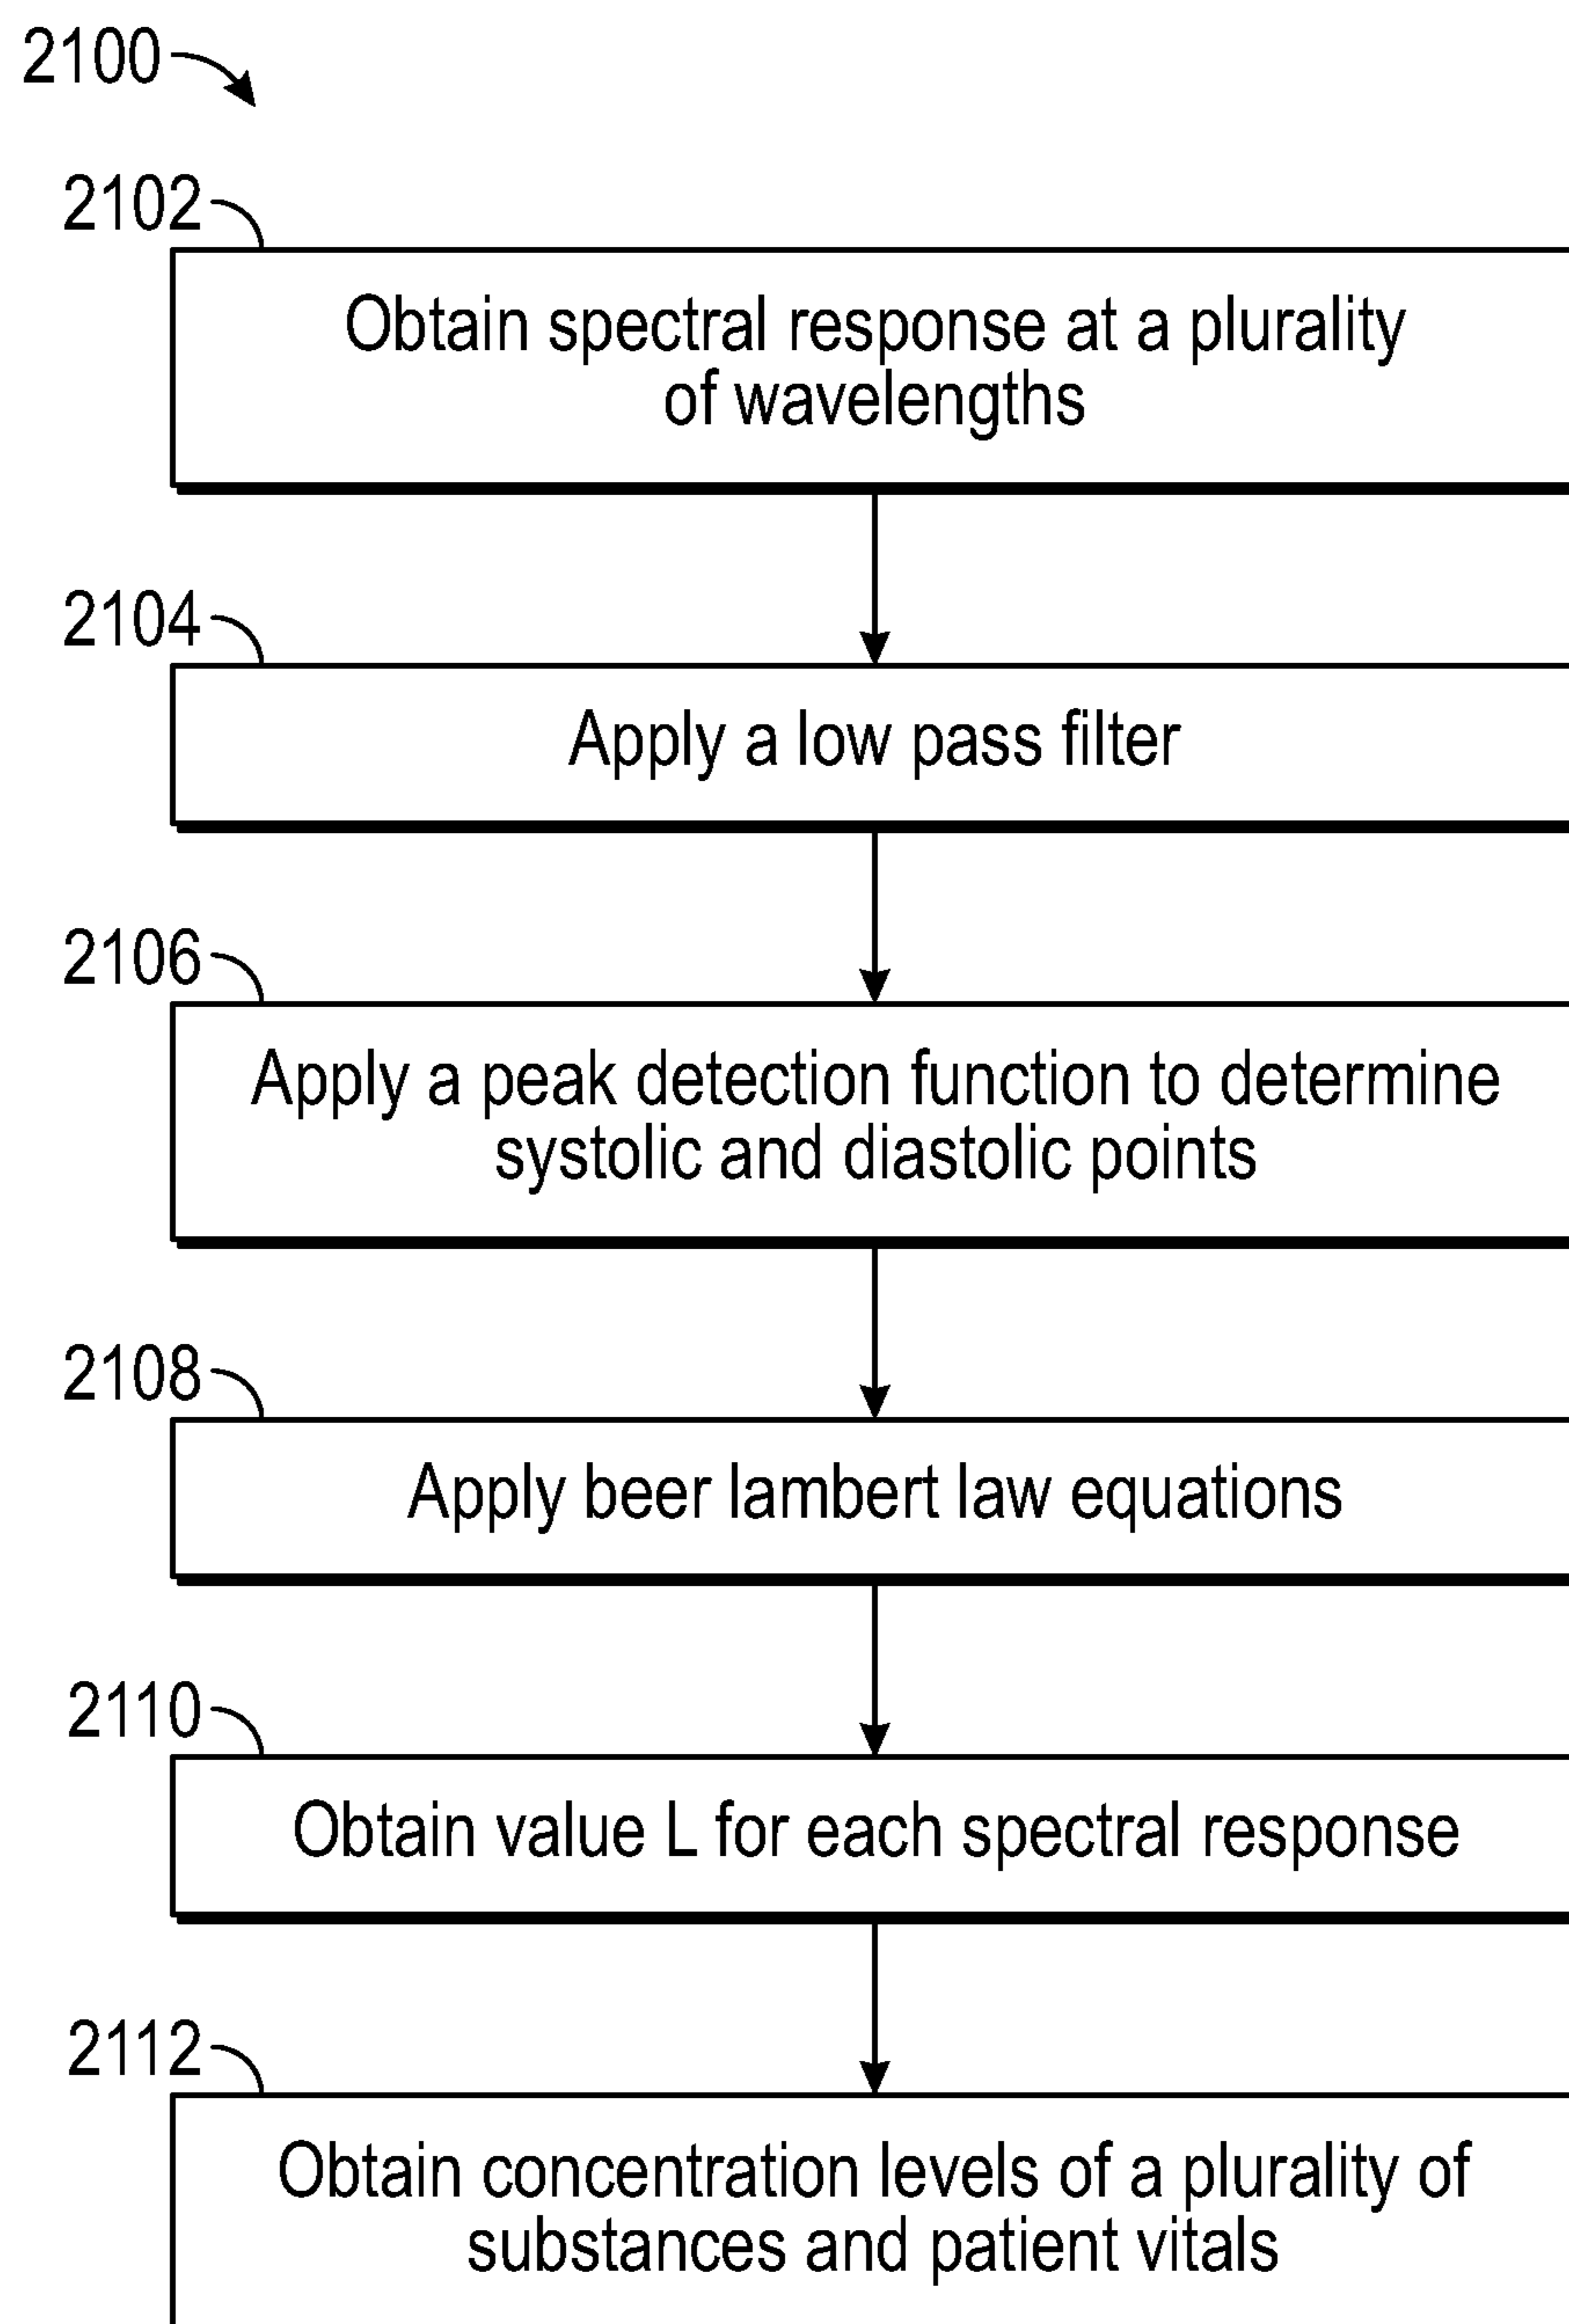 2100
2102
Obtain spectral response at a plurality
of wavelengths
2104
Apply a low pass filter
2106
Apply a peak detection function to determine
systolic and diastolic points
2108
Apply beer lambert law equations
2110
Obtain value L for each spectral response
2112
Obtain concentration levels of a plurality of
substances and patient vitals